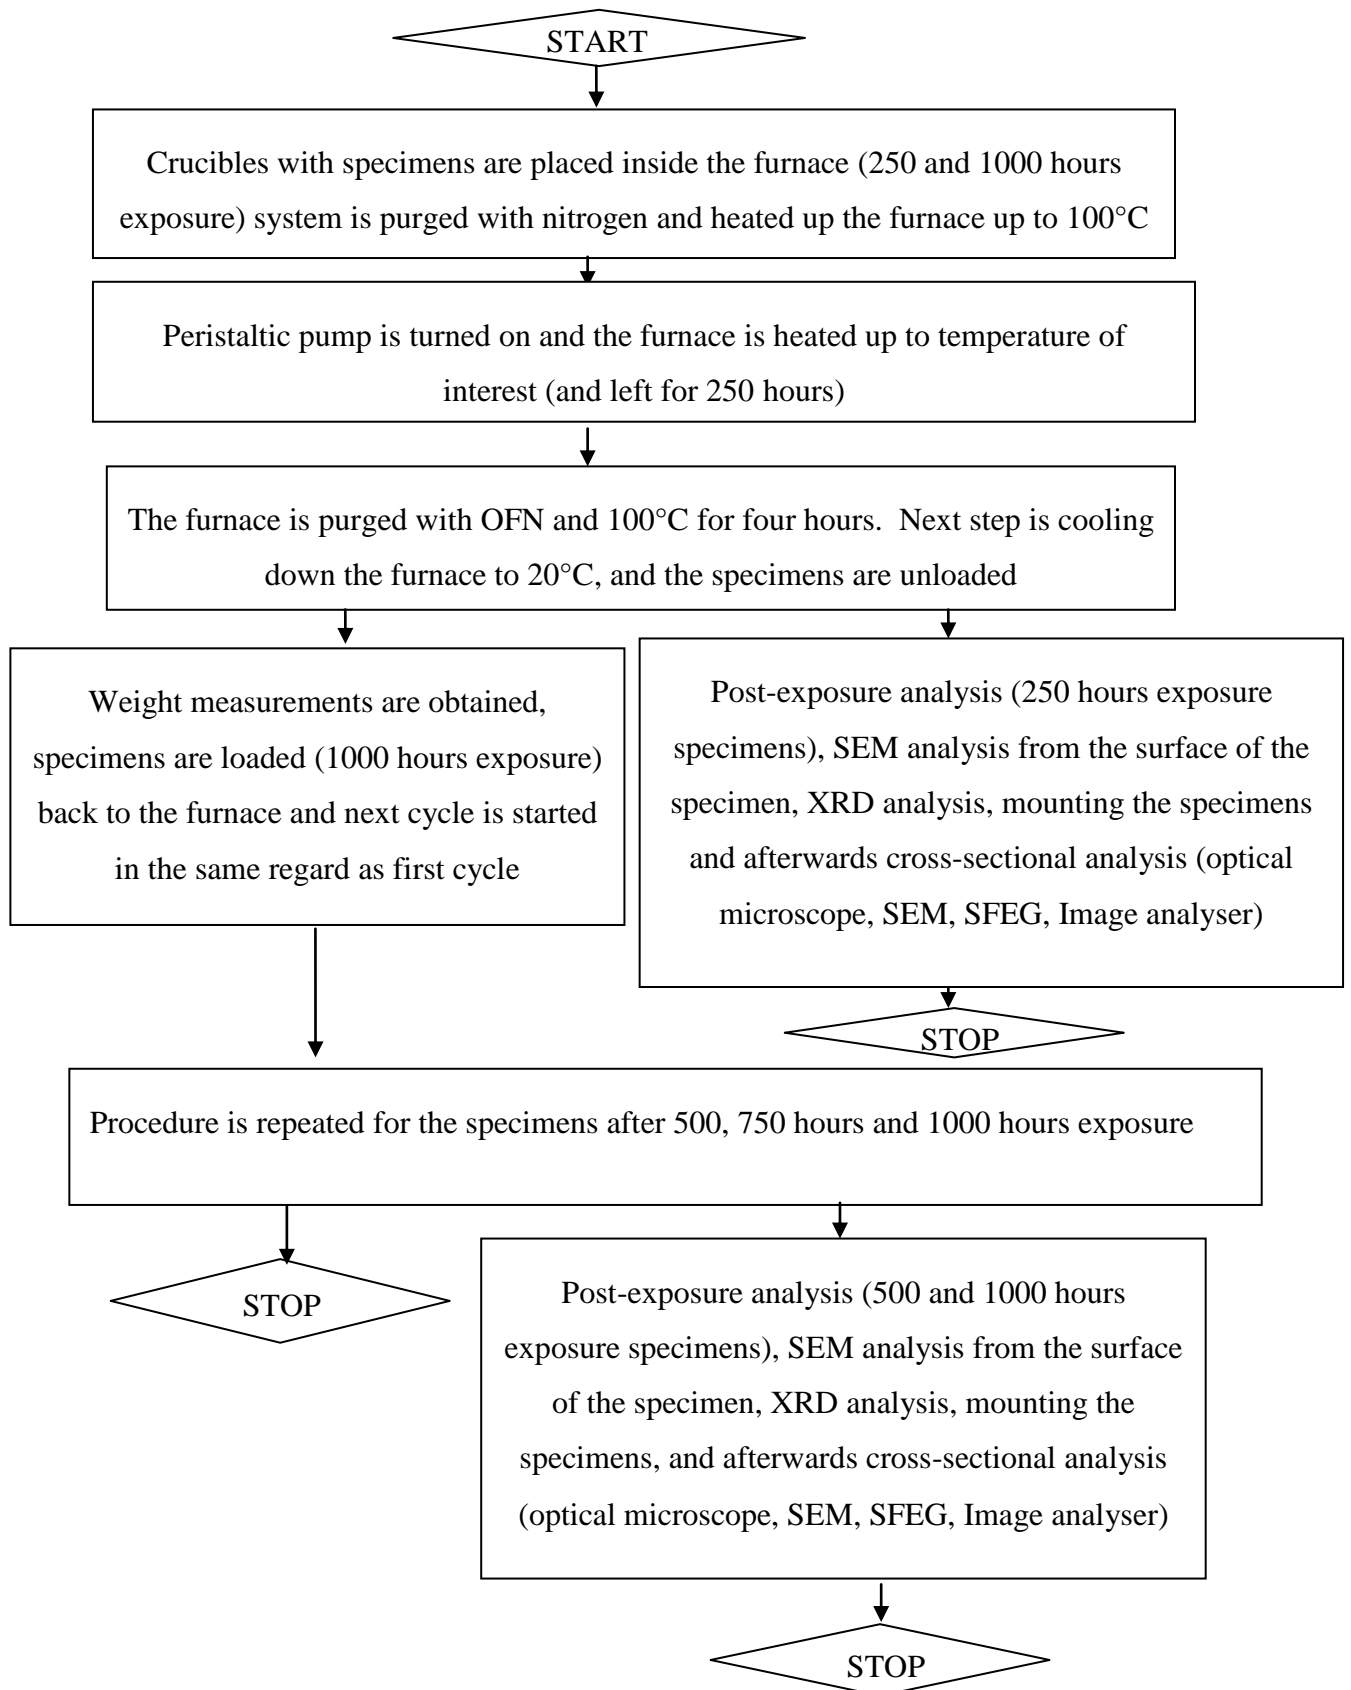 START
Crucibles with specimens are placed inside the furnace (250 and 1000 hours
exposure) system is purged with nitrogen and heated up the furnace up to 100°C
Peristaltic pump is turned on and the furnace is heated up to temperature of
interest (and left for 250 hours)
The furnace is purged with OFN and 100°C for four hours.  Next step is cooling
down the furnace to 20°C, and the specimens are unloaded
Weight measurements are obtained,
specimens are loaded (1000 hours exposure)
back to the furnace and next cycle is started
in the same regard as first cycle
Post-exposure analysis (250 hours exposure
specimens), SEM analysis from the surface of the
specimen, XRD analysis, mounting the specimens
and afterwards cross-sectional analysis (optical
microscope, SEM, SFEG, Image analyser)
STOP
Procedure is repeated for the specimens after 500, 750 hours and 1000 hours exposure
STOP
Post-exposure analysis (500 and 1000 hours
exposure specimens), SEM analysis from the surface
of the specimen, XRD analysis, mounting the
specimens, and afterwards cross-sectional analysis
(optical microscope, SEM, SFEG, Image analyser)
STOP